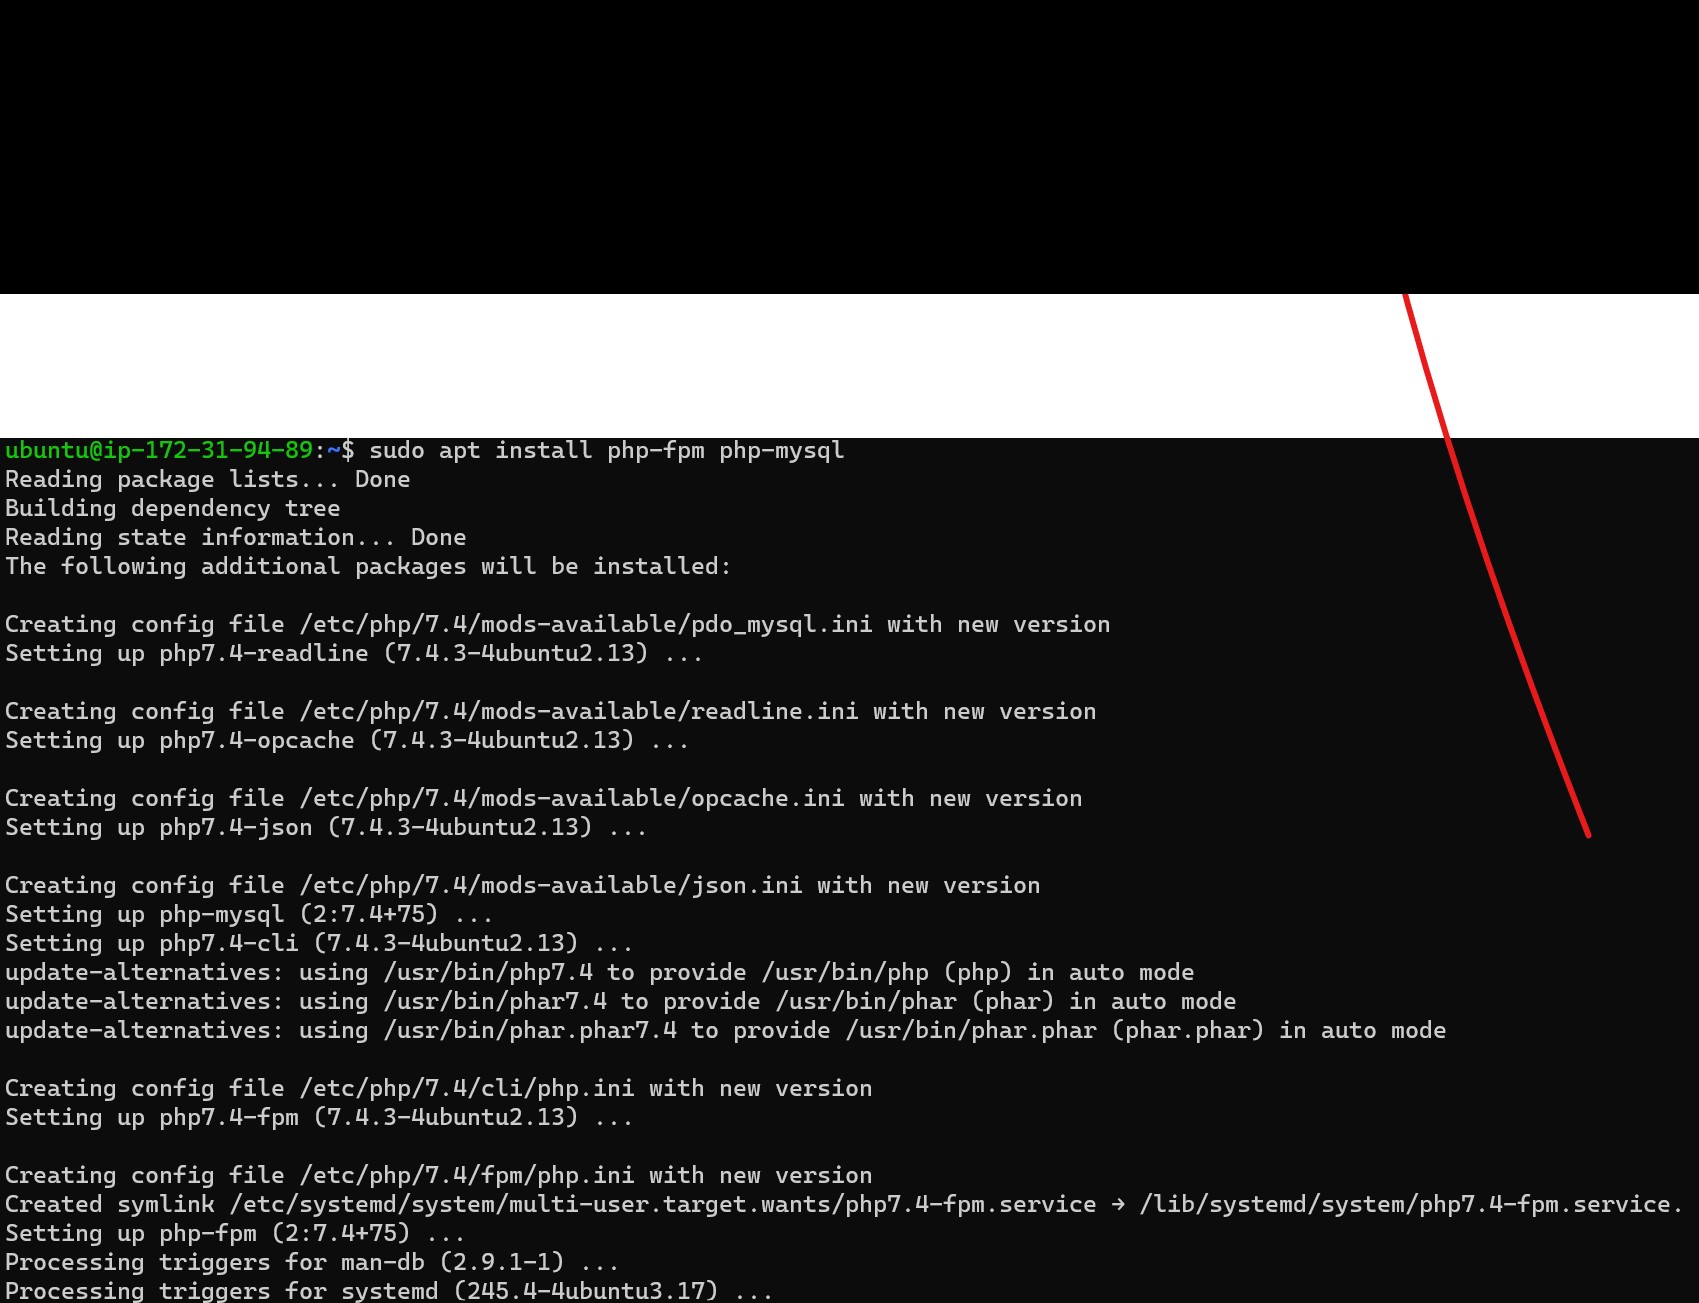 ubuntu@ip-172-31-94-89:~$ sudo apt install php-fpm php-mysql
Reading package lists... Done
Building dependency tree
Reading state information... Done
The following additional packages will be installed:
Creating config file /etc/php/7.4/mods-available/pdo_mysql.ini with new version
Setting up php7.4-readline (7.4.3-4ubuntu2.13) ...
Creating config file /etc/php/7.4/mods-available/readline.ini with new version
Setting up php7.4-opcache (7.4.3-4ubuntu2.13) ...
Creating config file /etc/php/7.4/mods-available/opcache.ini with new version
Setting up php7.4-json (7.4.3-4ubuntu2.13) ...
Creating config file /etc/php/7.4/mods-available/json.ini with new version
Setting up php-mysql (2:7.4+75) ...
Setting up php7.4-cli (7.4.3-4ubuntu2.13) ...
update-alternatives: using /usr/bin/php7.4 to provide /usr/bin/php (php) in auto mode
update-alternatives: using /usr/bin/phar7.4 to provide /usr/bin/phar (phar) in auto mode
update-alternatives: using /usr/bin/phar.phar7.4 to provide /usr/bin/phar.phar (phar.phar) in auto mode
Creating config file /etc/php/7.4/cli/php.ini with new version
Setting up php7.4-fpm (7.4.3-4ubuntu2.13) ...
Creating config file /etc/php/7.4/fpm/php.ini with new version
Created symlink /etc/systemd/system/multi-user.target.wants/php7.4-fpm.service → /lib/systemd/system/php7.4-fpm.service.
Setting up php-fpm (2:7.4+75) ...
Processing triggers for man-db (2.9.1-1) ...
Processing triggers for systemd (245.4-4ubuntu3.17) ...